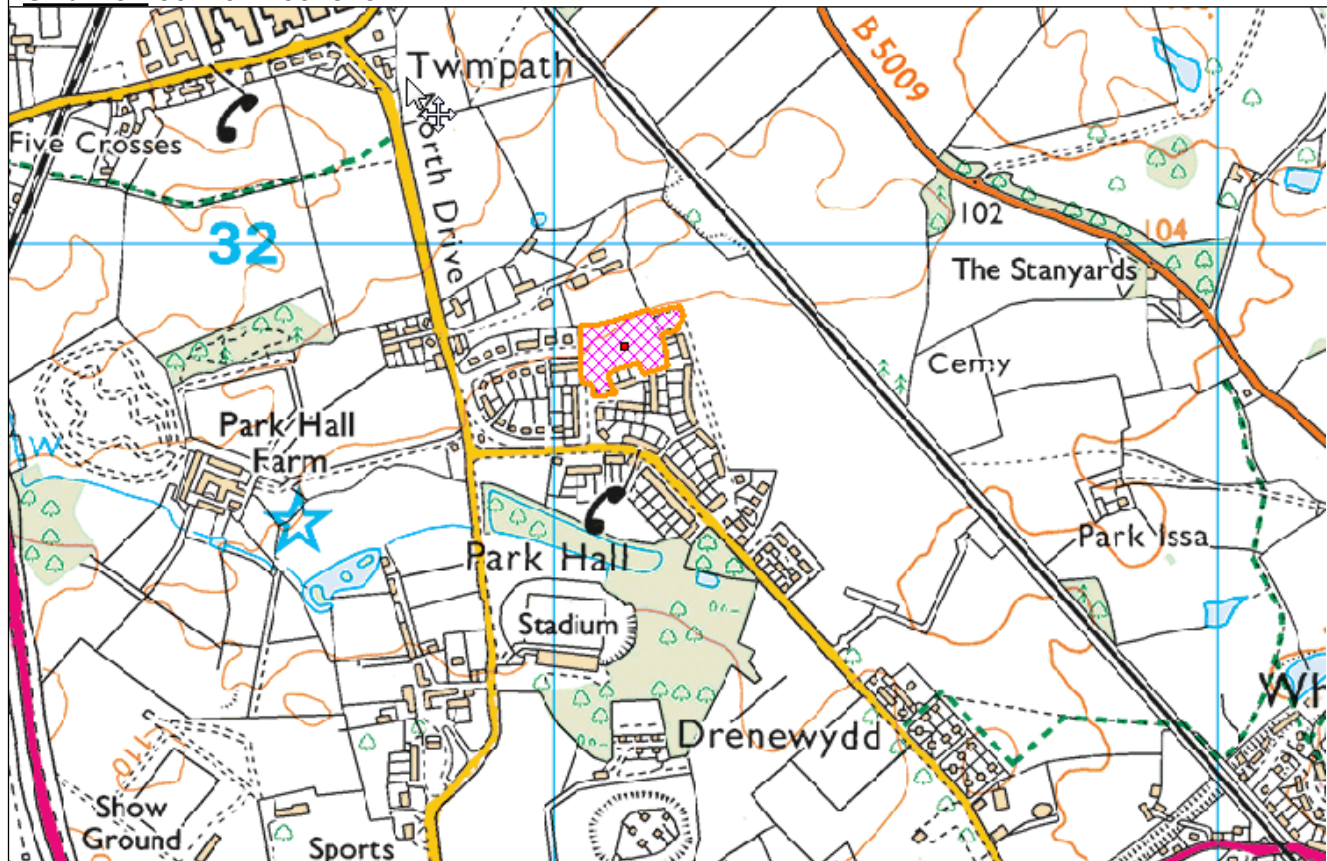 B 5009
Twmpath
Five Crosses
North Drive
32
102
104
The Stanyards
Cemy
Park Hall
Farm
W
Park Issa
Park Hall
Stadium
Wh
Drenewydd
110
Show
Ground
Sports